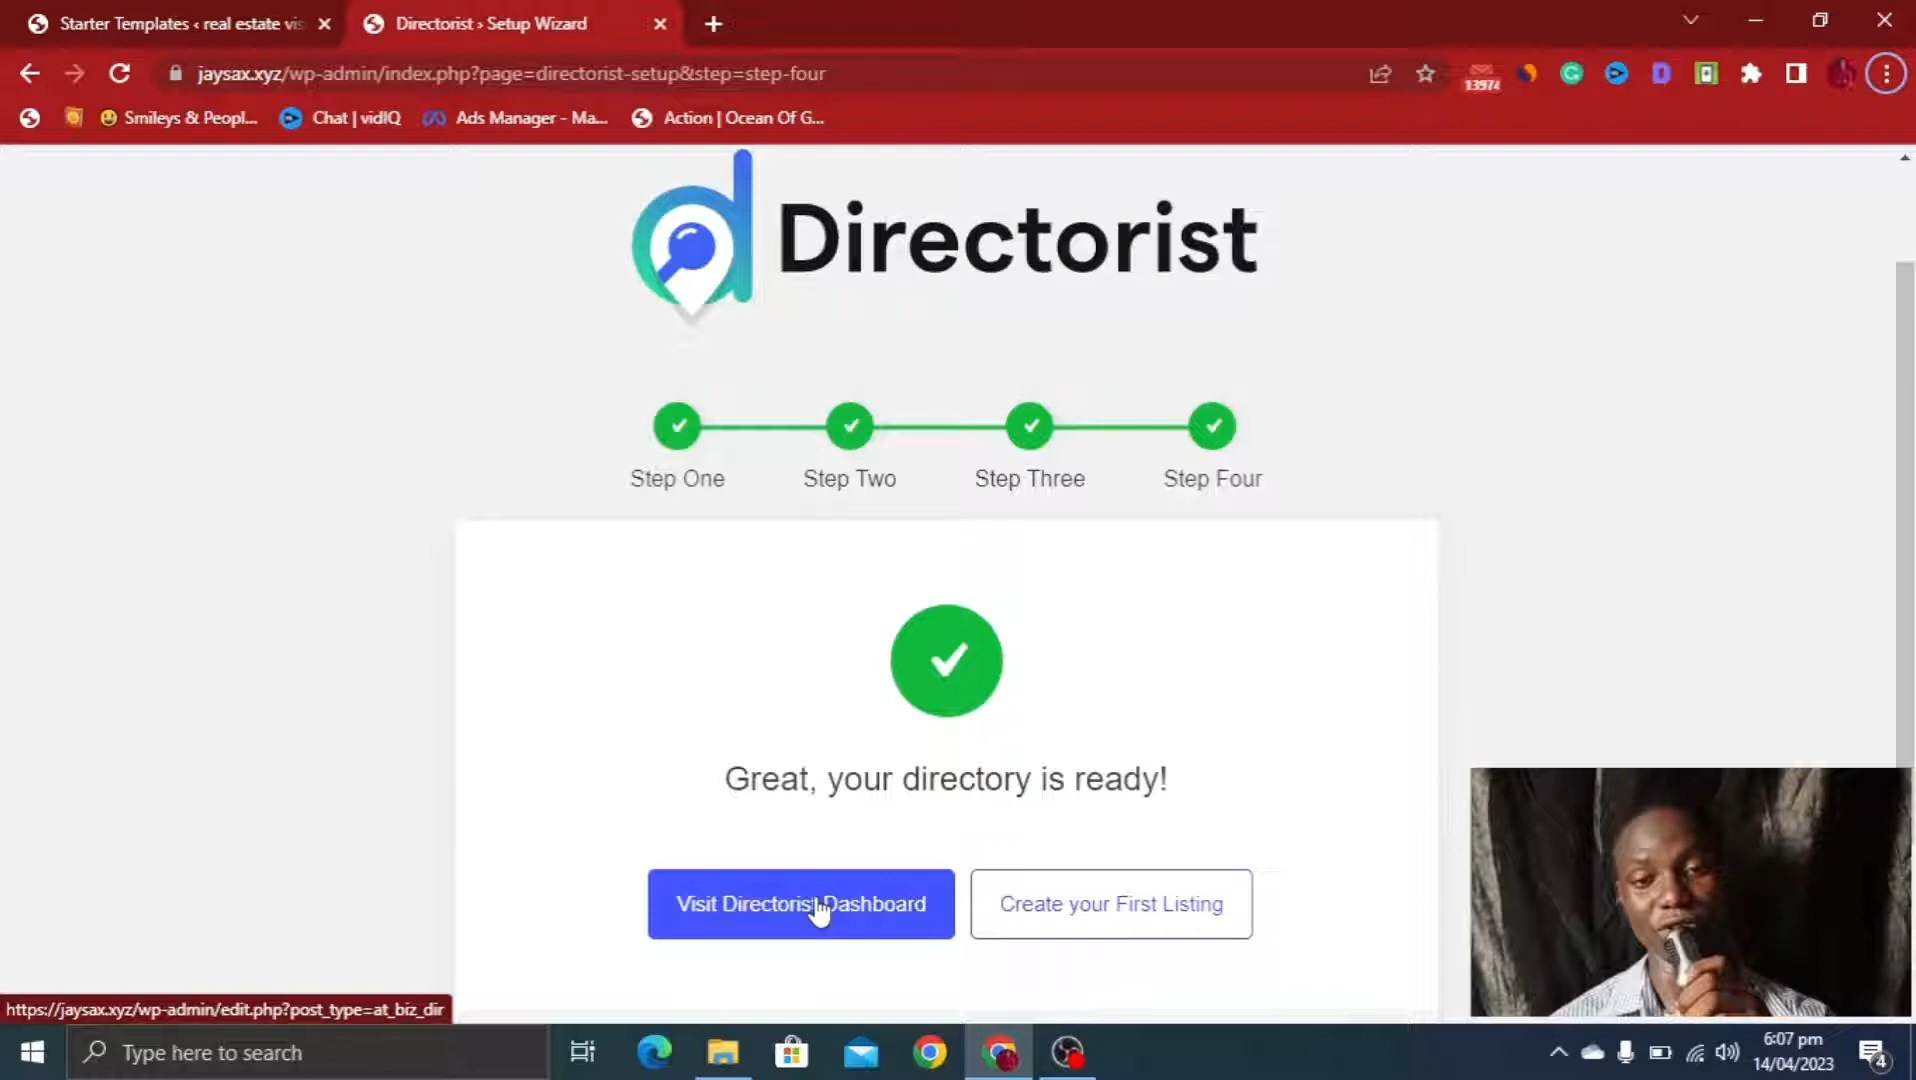 Starter Templates ‹ real estate vis
Directorist › Setup Wizard
jaysax.xyz/wp-admin/index.php?page=directorist-setup&step=step-four
13974
Smileys & Peopl...
Chat | vidIQ
Ads Manager - Ma...
Action | Ocean Of G...
Directorist
Step One
Step Two
Step Three
Step Four
Great, your directory is ready!
Visit Directorist Dashboard
Create your First Listing
https://jaysax.xyz/wp-admin/edit.php?post_type=at_biz_dir
Type here to search
6:07 pm
14/04/2023
4